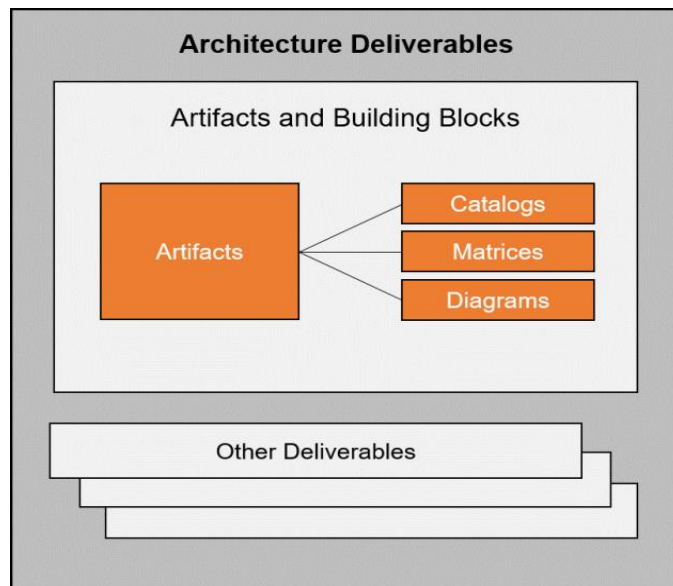 Architecture Deliverables
Artifacts and Building Blocks
Artifacts
Catalogs
Matrices
Diagrams
Other Deliverables